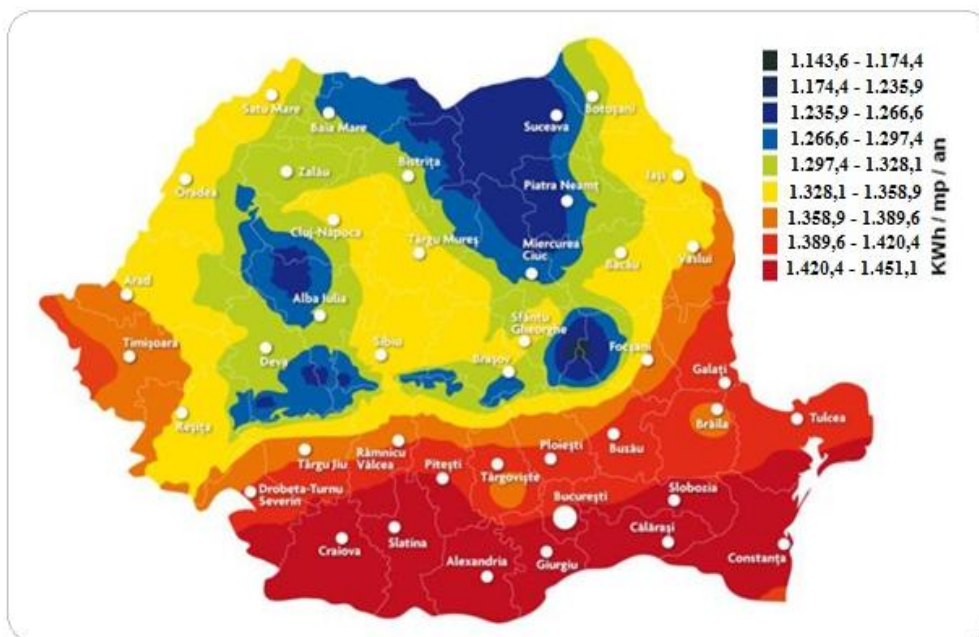 1.143,6 - 1.174,4
1.174,4 - 1.235,9
1.235,9 - 1.266,6
1.266,6 - 1.297,4
1.297,4 - 1.328,1
1.328,1 - 1.358,9
1.358,9 - 1.389,6
1.389,6 - 1.420,4
1.420,4 - 1.451,1
KWh / mp / an
Satu Mare
Baia Mare
Botoșani
Suceava
Bistrița
Zalău
Oradea
Piatra Neamț
Iași
Cluj-Napoca
Târgu Mureș
Miercurea
Ciuc
Bacău
Vaslui
Arad
Alba Iulia
Sfântu
Gheorghe
Timișoara
Deva
Sibiu
Brașov
Focșani
Galați
Reșița
Brăila
Tulcea
Târgu Jiu
Râmnicu
Vâlcea
Pitești
Târgoviște
Ploiești
Buzău
Drobeta-Turnu
Severin
București
Slobozia
Craiova
Slatina
Alexandria
Giurgiu
Călărași
Constanța